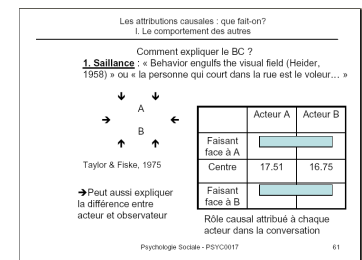 Les attributions causales : que fait-on?
I. Le comportement des autres
Comment expliquer le BC ?
1. Saillance : « Behavior engulfs the visual field (Heider,
1958) » ou « la personne qui court dans la rue est le voleur… »
A
B
Taylor & Fiske, 1975
➔Peut aussi expliquer
la différence entre
acteur et observateur
Acteur A Acteur B
Faisant
face à A
Centre 17.51 16.75
Faisant
face à B
Rôle causal attribué à chaque
acteur dans la conversation
Psychologie Sociale - PSYC0017 61